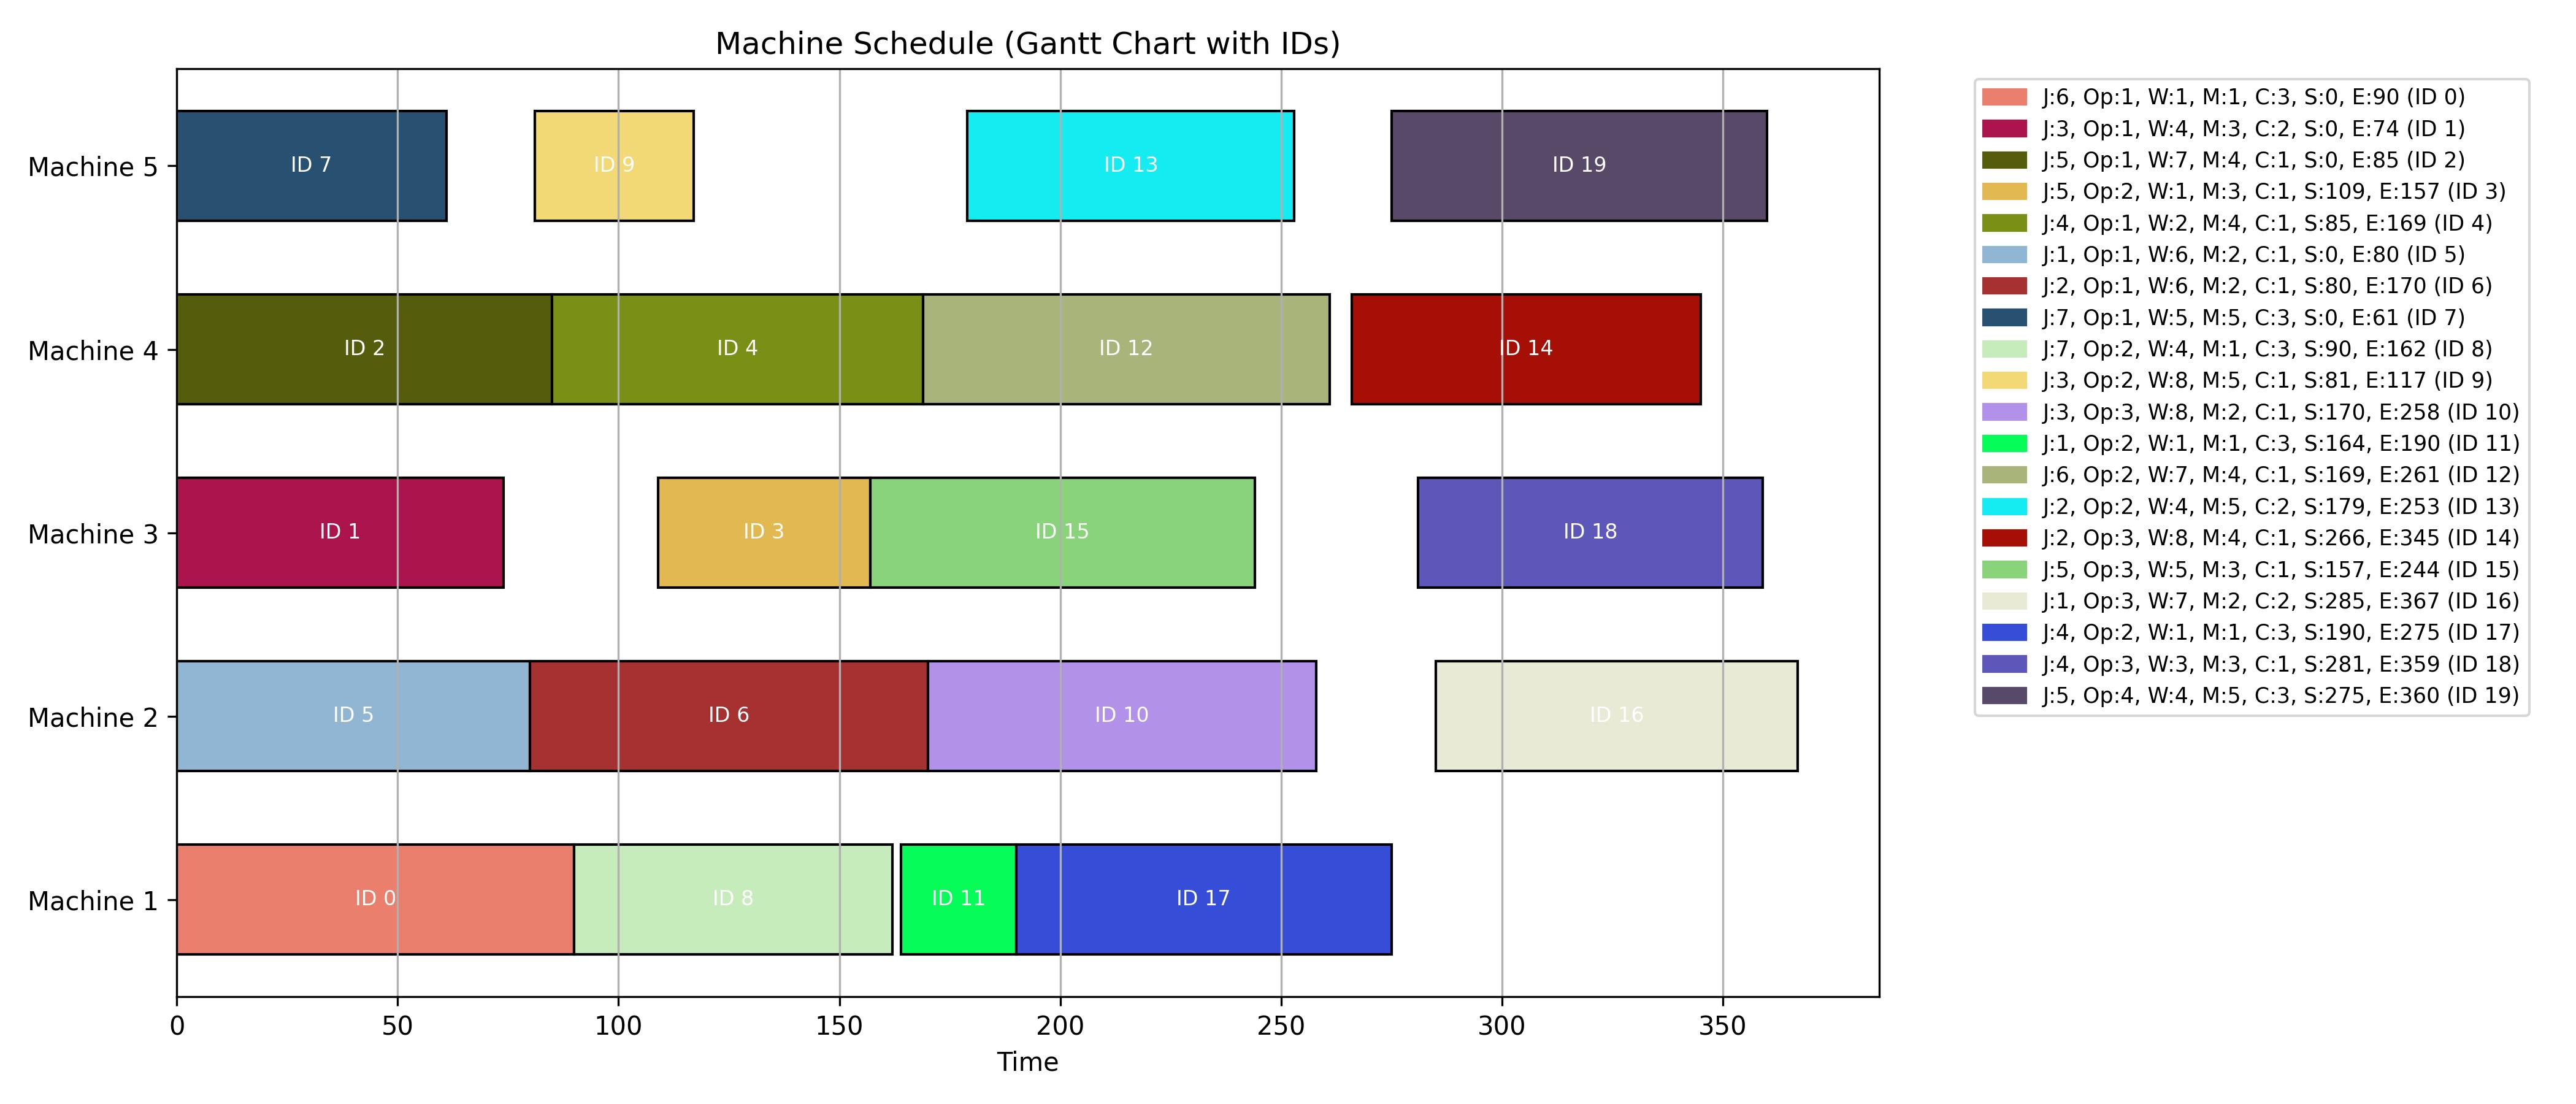 Machine Schedule (Gantt Chart with IDs)
Machine 5
ID 7
ID 9
ID 13
ID 19
Machine 4
ID 2
ID 4
ID 12
ID 14
Machine 3
ID 1
ID 3
ID 15
ID 18
Machine 2
ID 5
ID 6
ID 10
ID 16
Machine 1
ID 0
ID 8
ID 11
ID 17
0 50 100 150 200 250 300 350
Time
J:6, Op:1, W:1, M:1, C:3, S:0, E:90 (ID 0)
J:3, Op:1, W:4, M:3, C:2, S:0, E:74 (ID 1)
J:5, Op:1, W:7, M:4, C:1, S:0, E:85 (ID 2)
J:5, Op:2, W:1, M:3, C:1, S:109, E:157 (ID 3)
J:4, Op:1, W:2, M:4, C:1, S:85, E:169 (ID 4)
J:1, Op:1, W:6, M:2, C:1, S:0, E:80 (ID 5)
J:2, Op:1, W:6, M:2, C:1, S:80, E:170 (ID 6)
J:7, Op:1, W:5, M:5, C:3, S:0, E:61 (ID 7)
J:7, Op:2, W:4, M:1, C:3, S:90, E:162 (ID 8)
J:3, Op:2, W:8, M:5, C:1, S:81, E:117 (ID 9)
J:3, Op:3, W:8, M:2, C:1, S:170, E:258 (ID 10)
J:1, Op:2, W:1, M:1, C:3, S:164, E:190 (ID 11)
J:6, Op:2, W:7, M:4, C:1, S:169, E:261 (ID 12)
J:2, Op:2, W:4, M:5, C:2, S:179, E:253 (ID 13)
J:2, Op:3, W:8, M:4, C:1, S:266, E:345 (ID 14)
J:5, Op:3, W:5, M:3, C:1, S:157, E:244 (ID 15)
J:1, Op:3, W:7, M:2, C:2, S:285, E:367 (ID 16)
J:4, Op:2, W:1, M:1, C:3, S:190, E:275 (ID 17)
J:4, Op:3, W:3, M:3, C:1, S:281, E:359 (ID 18)
J:5, Op:4, W:4, M:5, C:3, S:275, E:360 (ID 19)